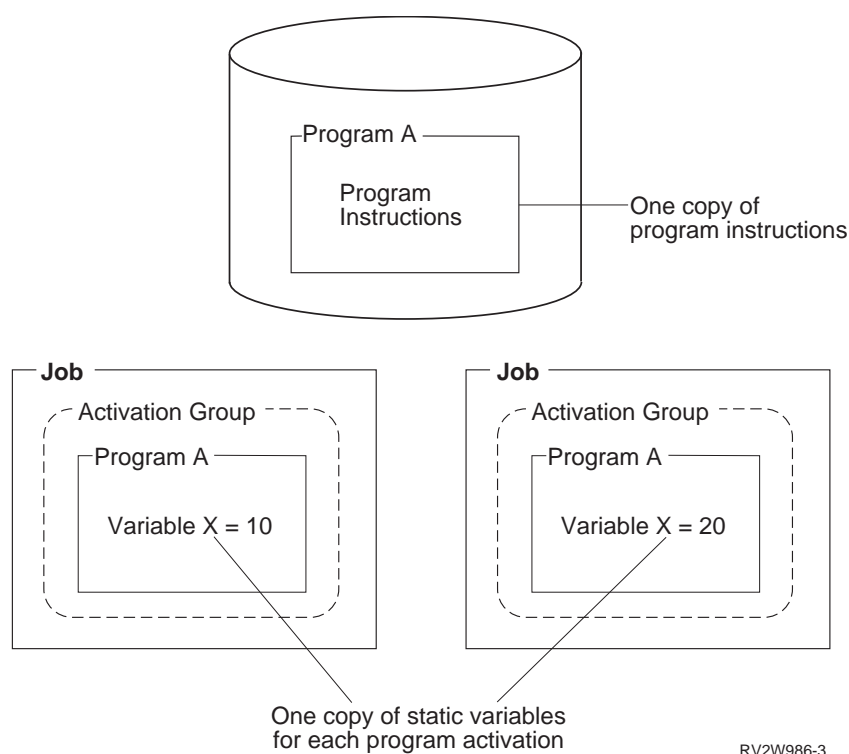 Program A
Program
Instructions
One copy of
program instructions
Job
Activation Group
Program A
Variable X = 10
Job
Activation Group
Program A
Variable X = 20
One copy of static variables
for each program activation
RV2W986-3